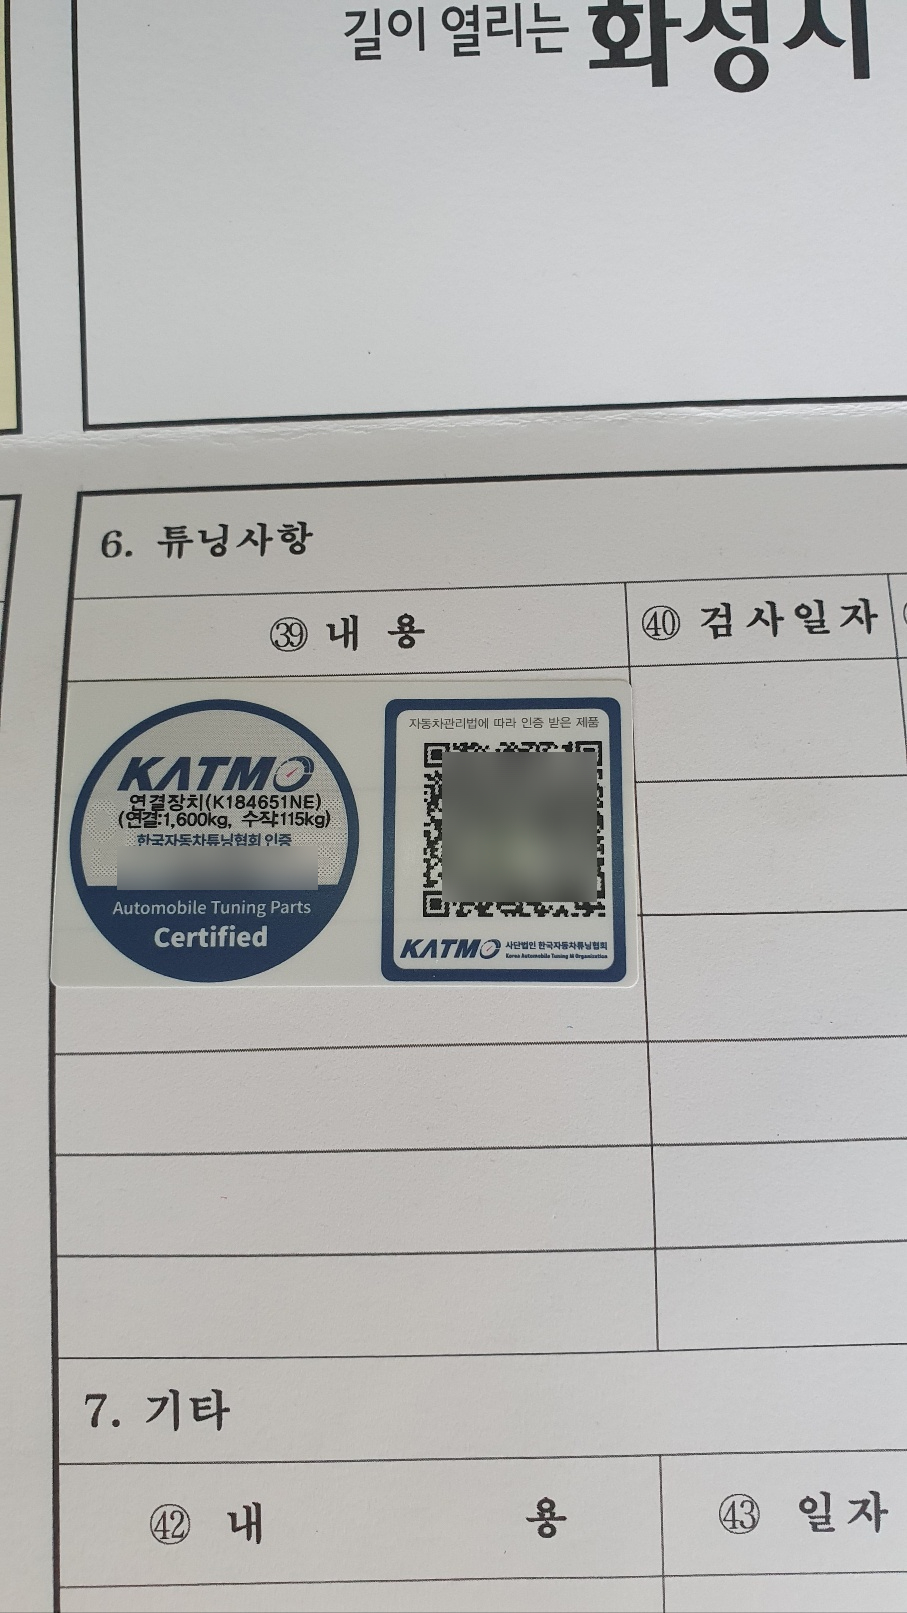 길이 열리는 화성시
6. 튜닝사항
㊴ 내 용
㊵ 검사일자
KATMO
연결장치(K184651NE)
(연결:1,600kg, 수직:115kg)
한국자동차튜닝협회 인증
Automobile Tuning Parts
Certified
자동차관리법에 따라 인증 받은 제품
KATMO 사단법인 한국자동차튜닝협회
Korea Automobile Tuning M Organization
7. 기타
㊷ 내 용
㊸ 일자